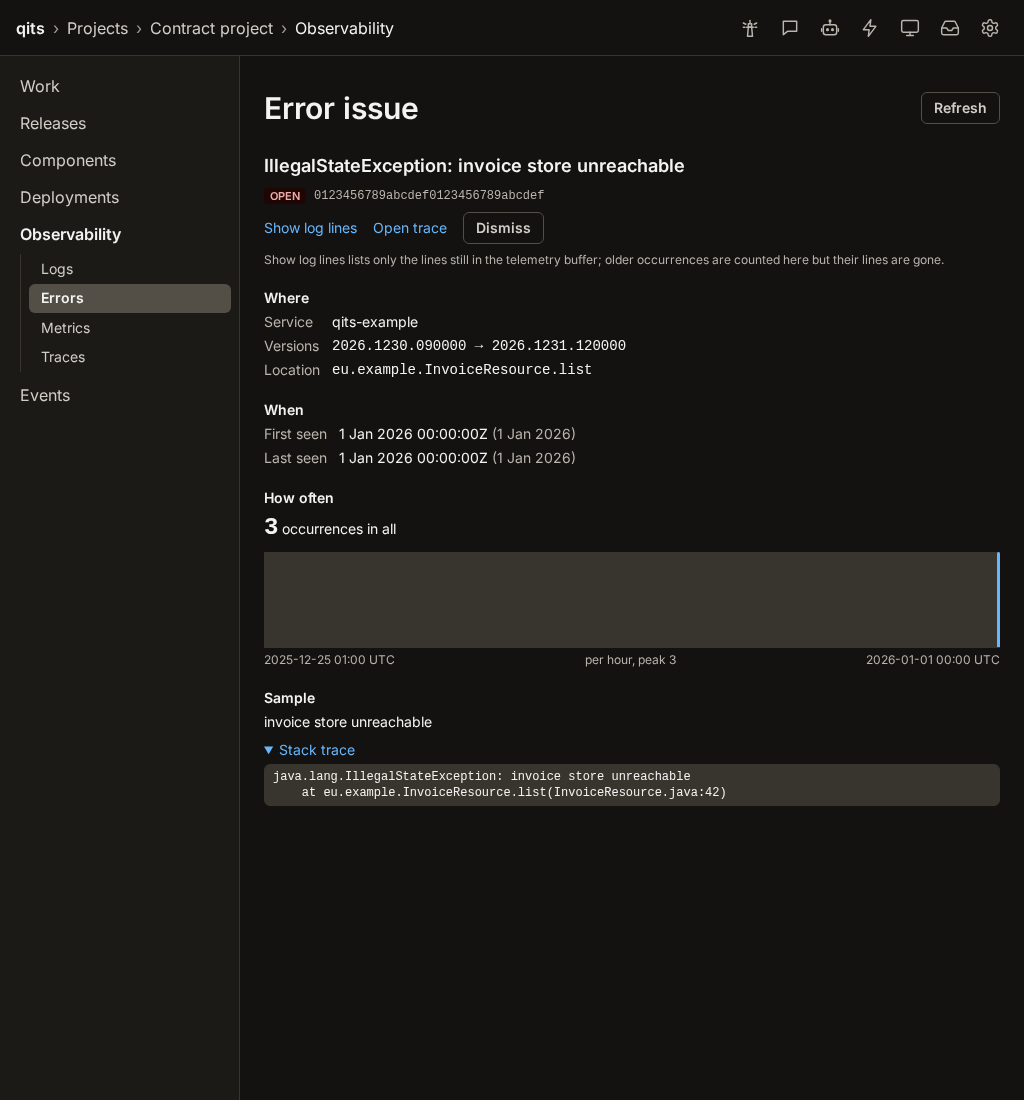 qits › Projects › Contract project › Observability
Work
Releases
Components
Deployments
Observability
Logs
Errors
Metrics
Traces
Events
Error issue
Refresh
IllegalStateException: invoice store unreachable
OPEN 0123456789abcdef0123456789abcdef
Show log lines Open trace Dismiss
Show log lines lists only the lines still in the telemetry buffer; older occurrences are counted here but their lines are gone.
Where
Service qits-example
Versions 2026.1230.090000 → 2026.1231.120000
Location eu.example.InvoiceResource.list
When
First seen 1 Jan 2026 00:00:00Z (1 Jan 2026)
Last seen 1 Jan 2026 00:00:00Z (1 Jan 2026)
How often
3 occurrences in all
2025-12-25 01:00 UTC per hour, peak 3 2026-01-01 00:00 UTC
Sample
invoice store unreachable
▼ Stack trace
java.lang.IllegalStateException: invoice store unreachable
    at eu.example.InvoiceResource.list(InvoiceResource.java:42)